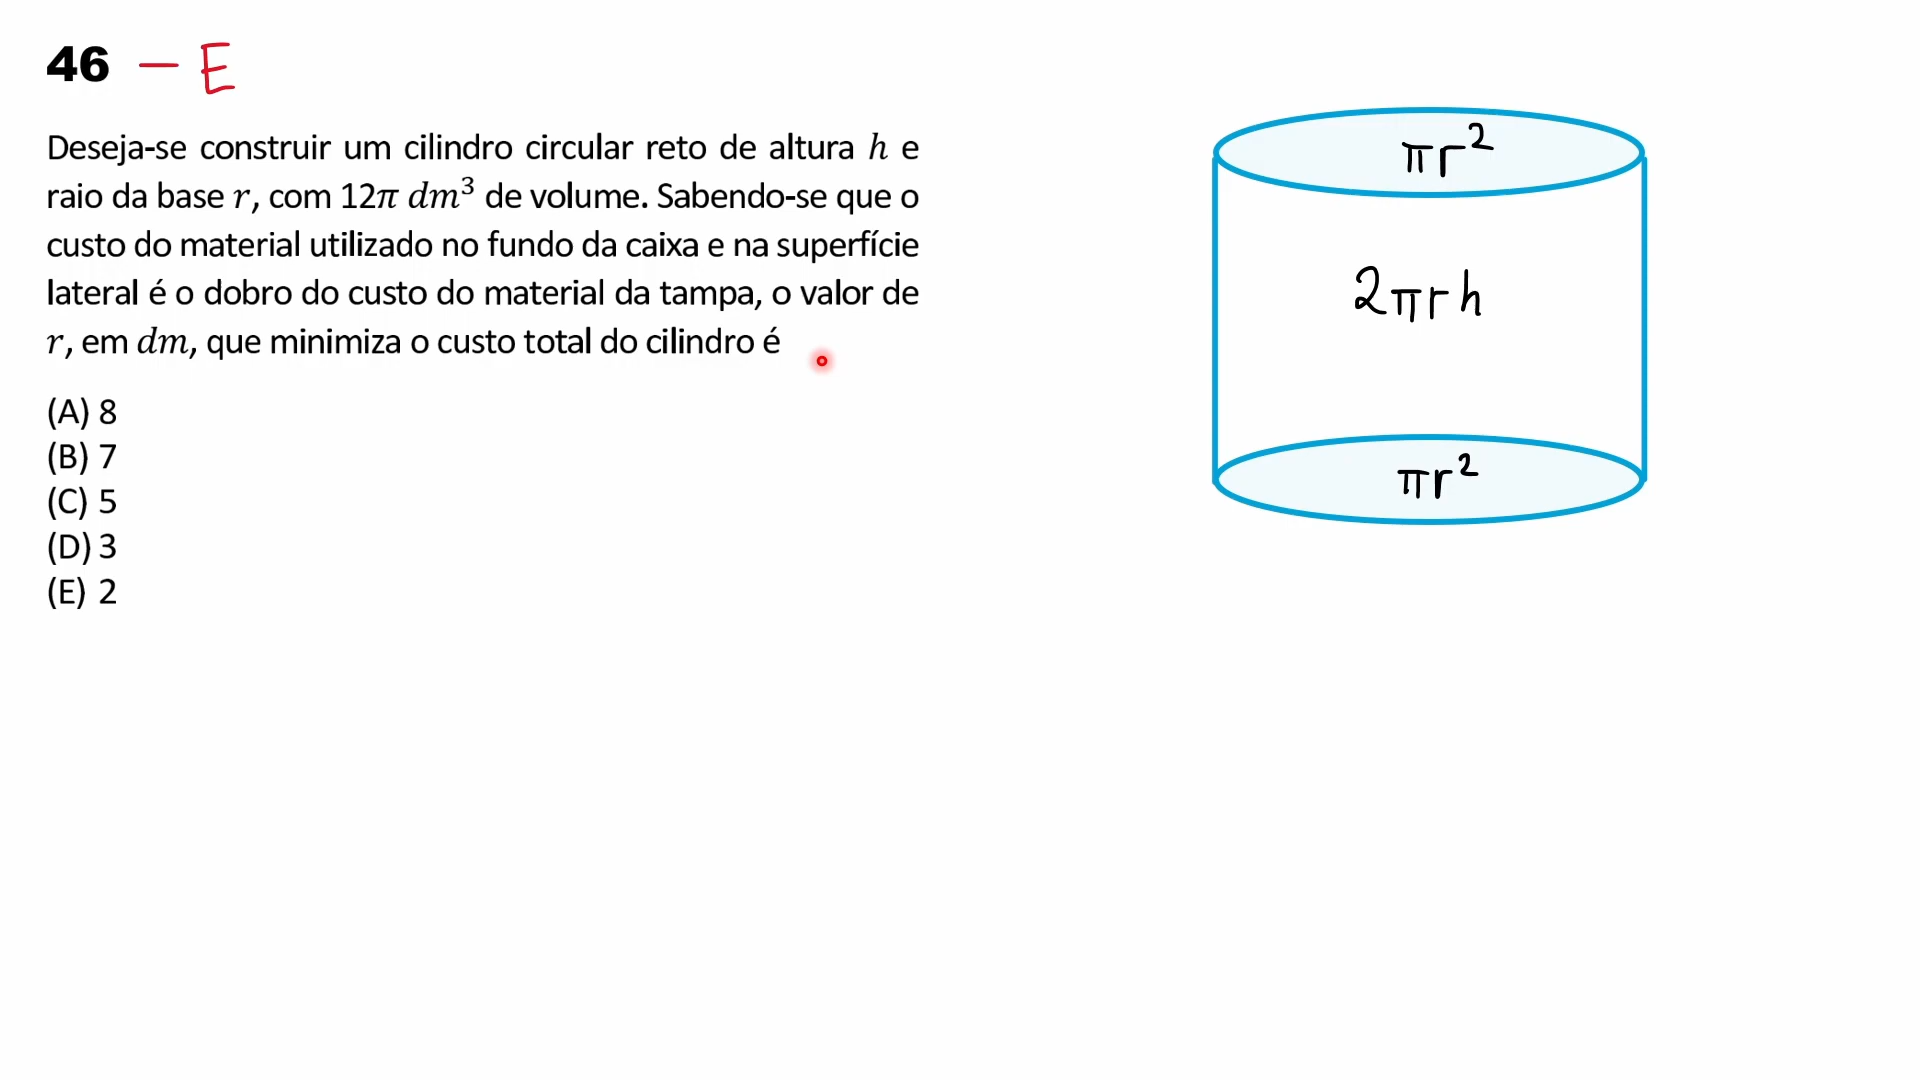 46 — E
Deseja-se construir um cilindro circular reto de altura h e
raio da base r, com 12π dm³ de volume. Sabendo-se que o
custo do material utilizado no fundo da caixa e na superfície
lateral é o dobro do custo do material da tampa, o valor de
r, em dm, que minimiza o custo total do cilindro é
(A) 8
(B) 7
(C) 5
(D) 3
(E) 2
πr²
2πrh
πr²